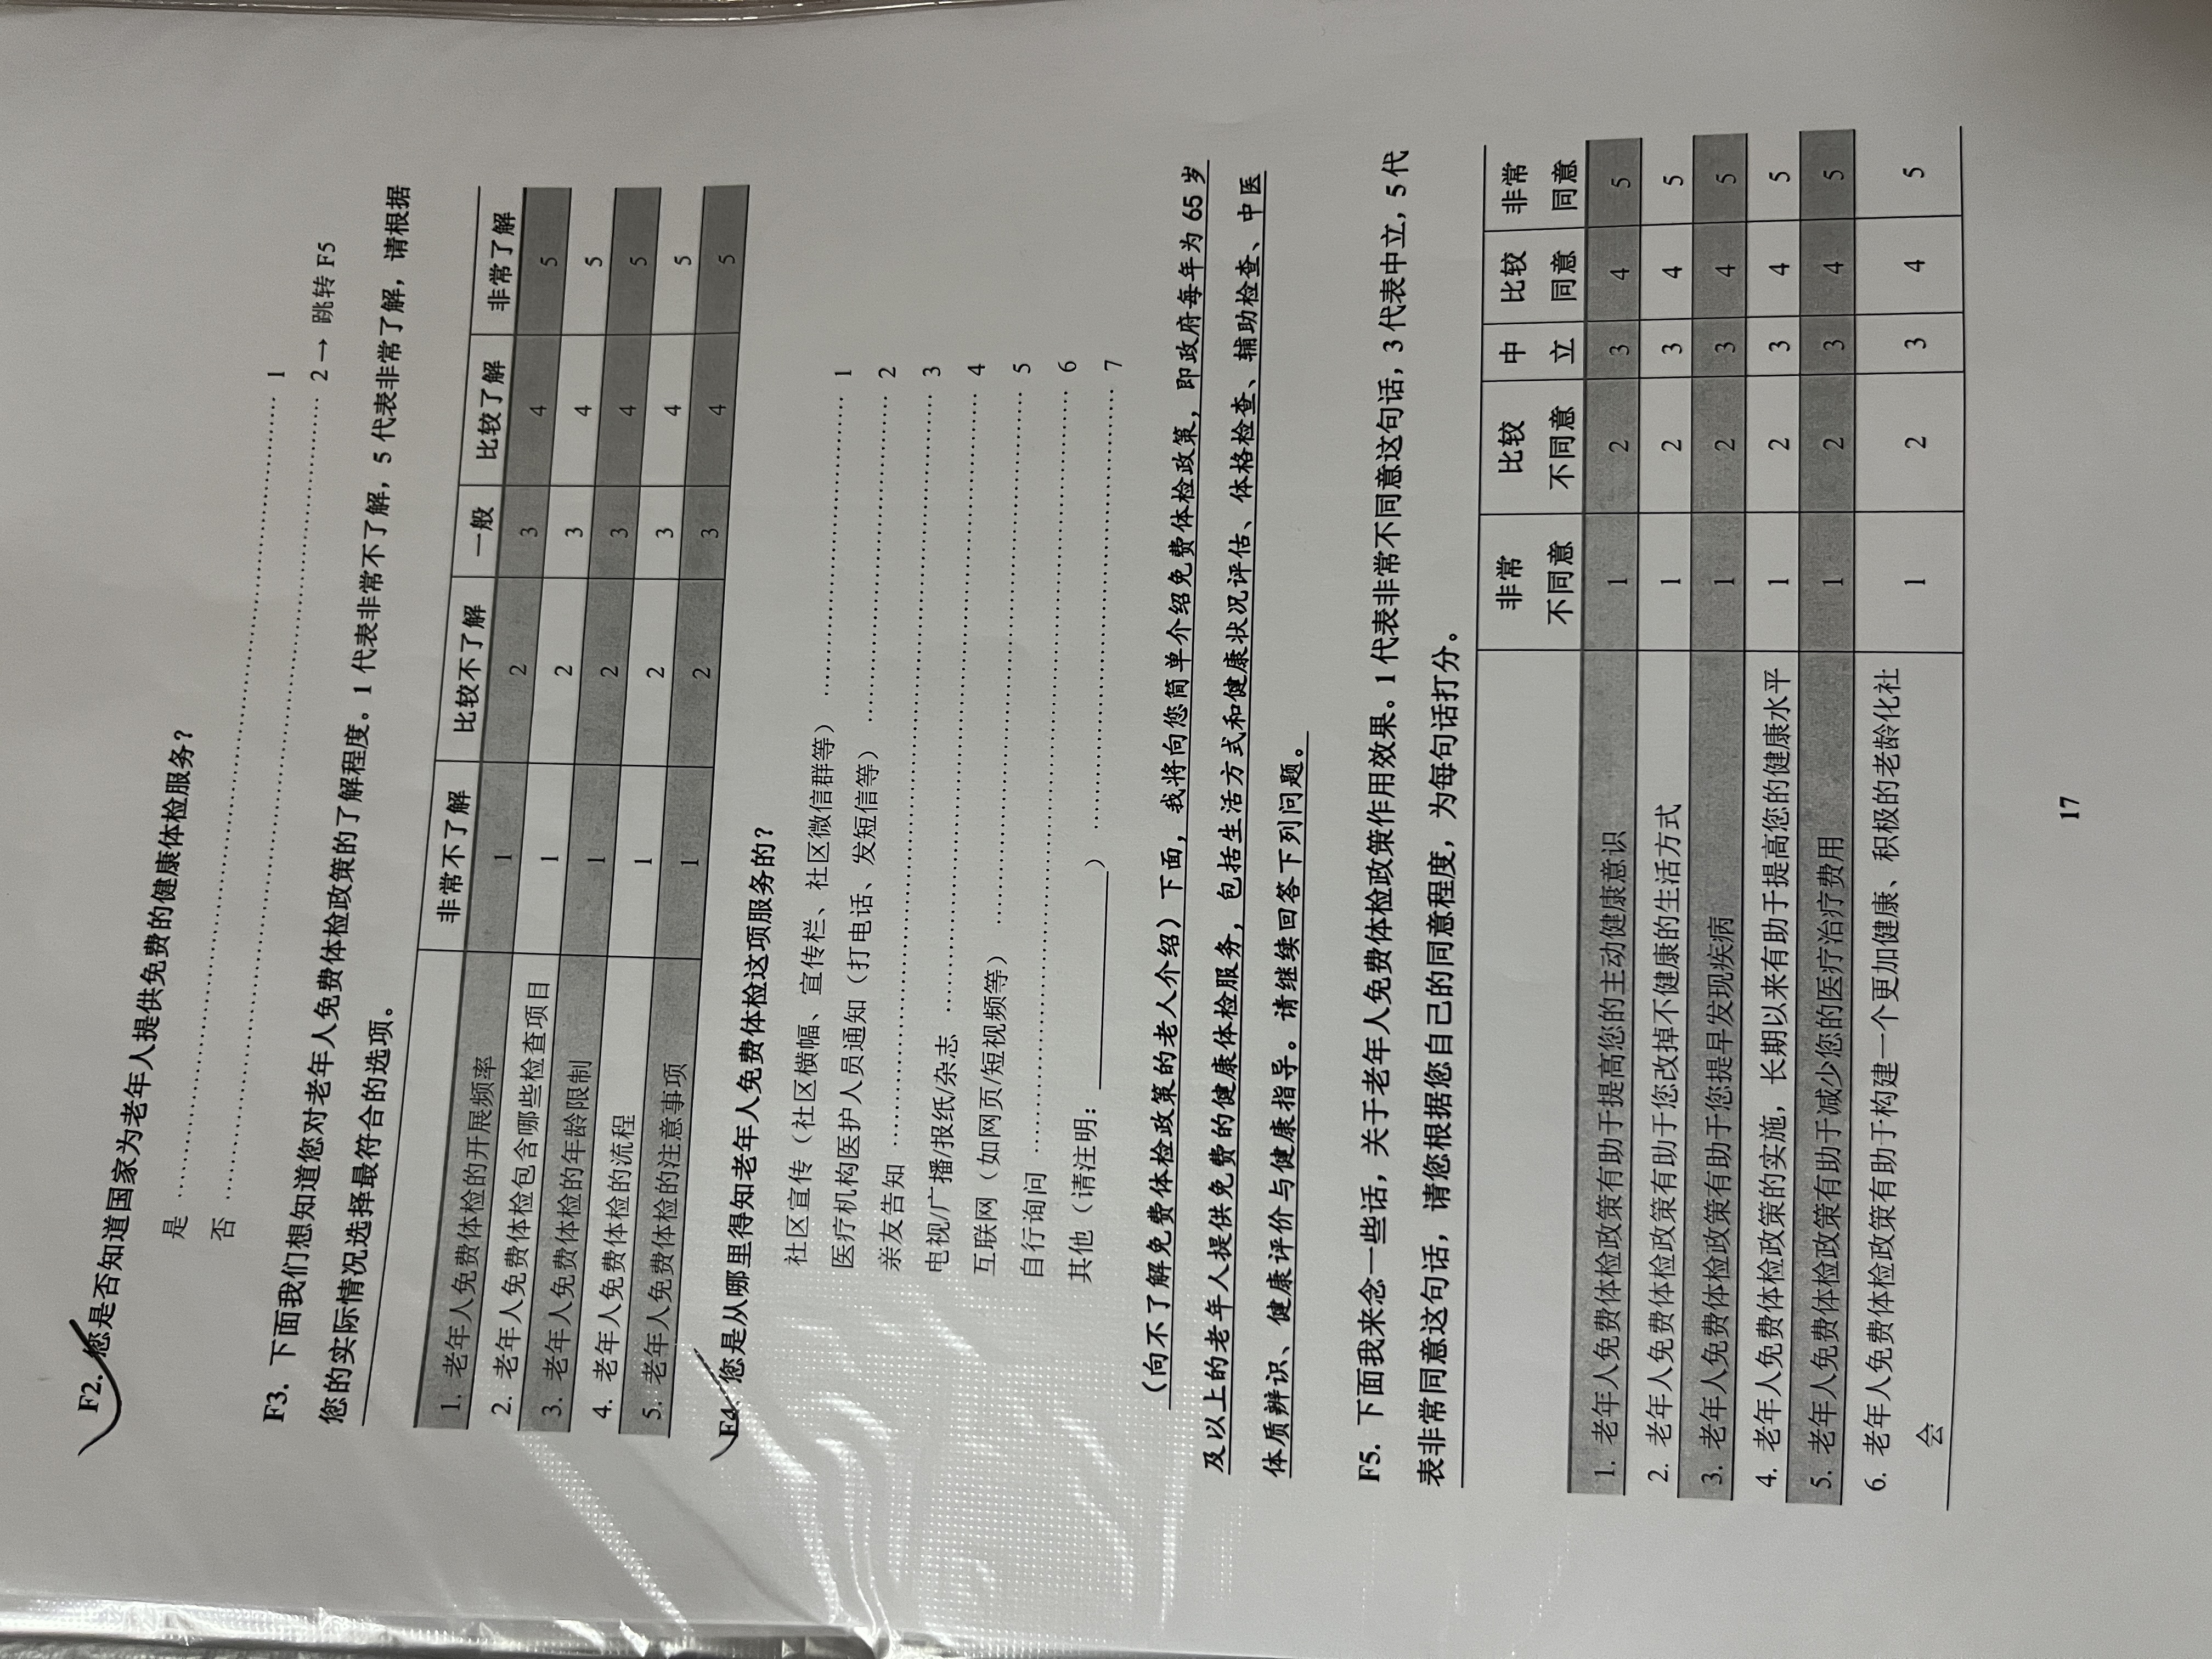 F2. 您是否知道国家为老年人提供免费的健康体检服务？
是 …… 1
否 …… 2 → 跳转 F5
F3. 下面我们想知道您对老年人免费体检政策的了解程度。1 代表非常不了解，5 代表非常了解，请根据
您的实际情况选择最符合的选项。
非常不了解 比较不了解 一般 比较了解 非常了解
1. 老年人免费体检的开展频率 1 2 3 4 5
2. 老年人免费体检包含哪些检查项目 1 2 3 4 5
3. 老年人免费体检的年龄限制 1 2 3 4 5
4. 老年人免费体检的流程 1 2 3 4 5
5. 老年人免费体检的注意事项 1 2 3 4 5
F4. 您是从哪里得知老年人免费体检这项服务的？
社区宣传（社区横幅、宣传栏、社区微信群等） …… 1
医疗机构医护人员通知（打电话、发短信等） …… 2
亲友告知 …… 3
电视/广播/报纸/杂志 …… 4
互联网（如网页/短视频等） …… 5
自行询问 …… 6
其他（请注明：________） …… 7
（向不了解免费体检政策的老人介绍）下面，我将向您简单介绍免费体检政策，即政府每年为 65 岁
及以上的老年人提供免费的健康体检服务，包括生活方式和健康状况评估、体格检查、辅助检查、中医
体质辨识、健康评价与健康指导。请继续回答下列问题。
F5. 下面我来念一些话，关于老年人免费体检政策作用效果。1 代表非常不同意这句话，3 代表中立，5 代
表非常同意这句话，请您根据您自己的同意程度，为每句话打分。
非常 比较 中 比较 非常
不同意 不同意 立 同意 同意
1. 老年人免费体检政策有助于提高您的主动健康意识 1 2 3 4 5
2. 老年人免费体检政策有助于您改掉不健康的生活方式 1 2 3 4 5
3. 老年人免费体检政策有助于您提早发现疾病 1 2 3 4 5
4. 老年人免费体检政策的实施，长期以来有助于提高您的健康水平 1 2 3 4 5
5. 老年人免费体检政策有助于减少您的医疗治疗费用 1 2 3 4 5
6. 老年人免费体检政策有助于构建一个更加健康、积极的老龄化社 1 2 3 4 5
会
17